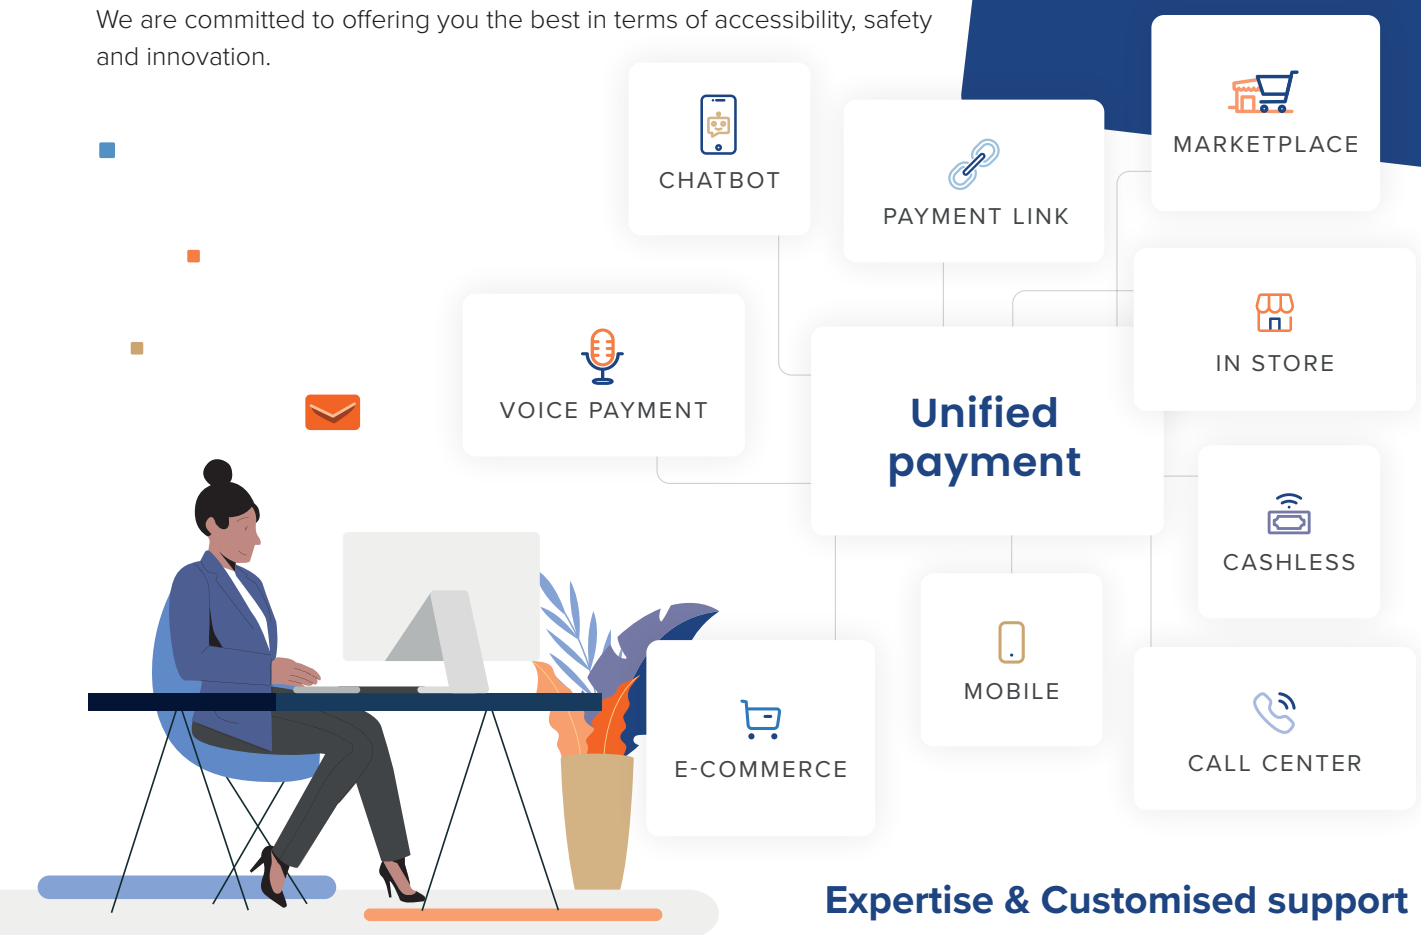 We are committed to offering you the best in terms of accessibility, safety
and innovation.
CHATBOT
PAYMENT LINK
MARKETPLACE
VOICE PAYMENT
Unified
payment
IN STORE
CASHLESS
MOBILE
E-COMMERCE
CALL CENTER
Expertise & Customised support